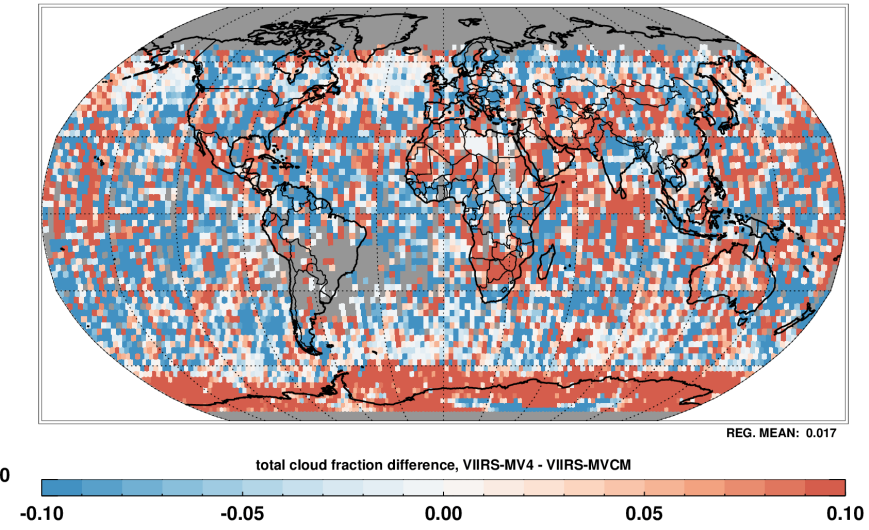 REG. MEAN: 0.017
total cloud fraction difference, VIIRS-MV4 - VIIRS-MVCM
0
-0.10 -0.05 0.00 0.05 0.10